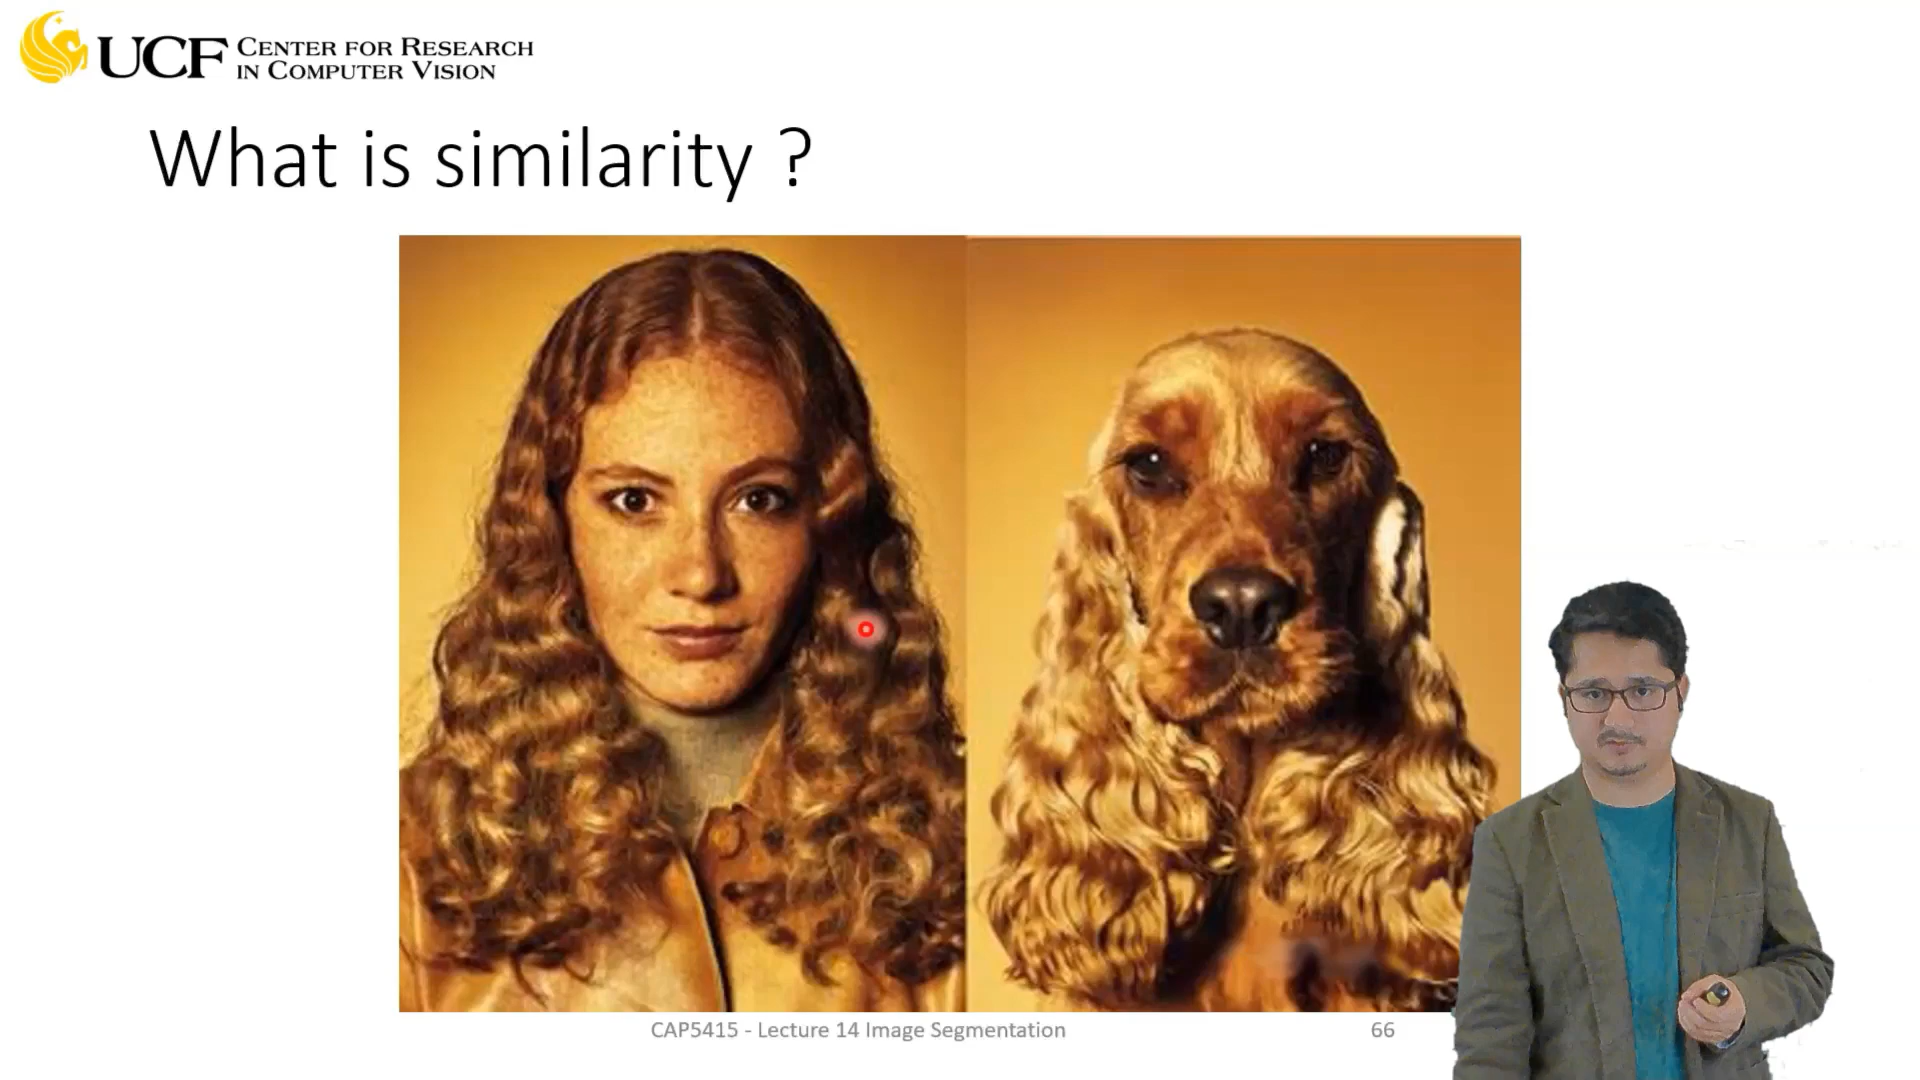 UCF CENTER FOR RESEARCH
IN COMPUTER VISION
What is similarity ?
CAP5415 - Lecture 14 Image Segmentation 66